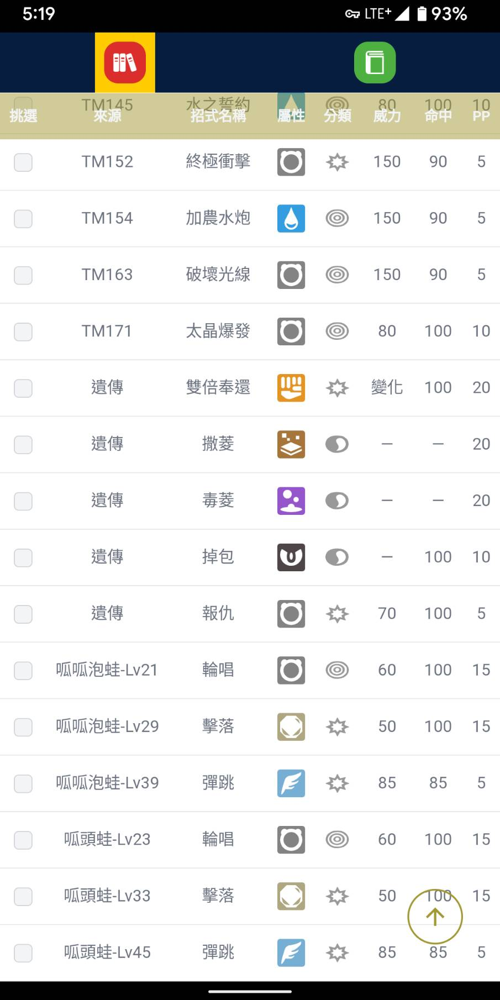 5:19 LTE+ 93%
TM145 水之誓約 80 100 10
挑選 來源 招式名稱 屬性 分類 威力 命中 PP
TM152 終極衝擊 150 90 5
TM154 加農水炮 150 90 5
TM163 破壞光線 150 90 5
TM171 太晶爆發 80 100 10
遺傳 雙倍奉還 變化 100 20
遺傳 撒菱 — — 20
遺傳 毒菱 — — 20
遺傳 掉包 — 100 10
遺傳 報仇 70 100 5
呱呱泡蛙-Lv21 輪唱 60 100 15
呱呱泡蛙-Lv29 擊落 50 100 15
呱呱泡蛙-Lv39 彈跳 85 85 5
呱頭蛙-Lv23 輪唱 60 100 15
呱頭蛙-Lv33 擊落 50 100 15
呱頭蛙-Lv45 彈跳 85 85 5